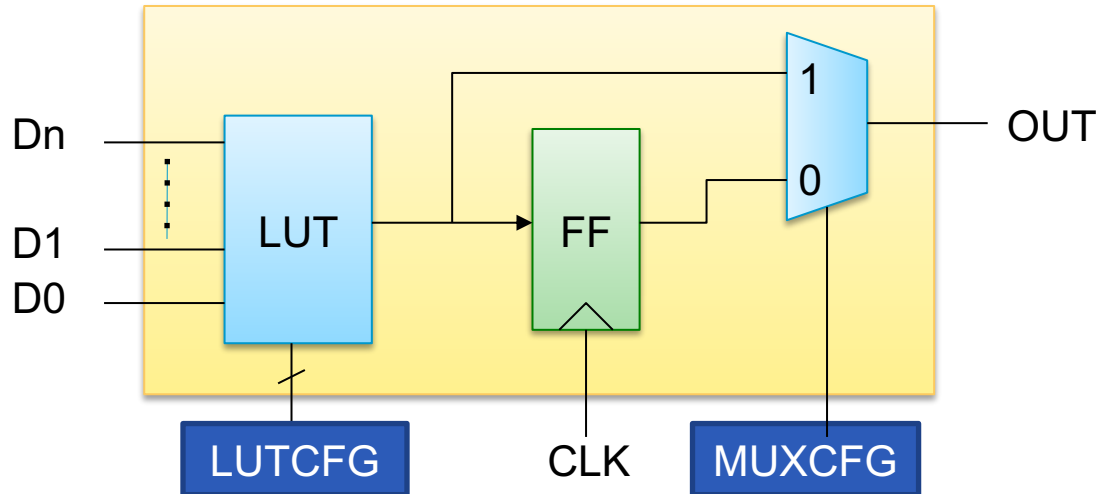 Dn
D1
D0
LUT
FF
1
0
OUT
LUTCFG
CLK
MUXCFG